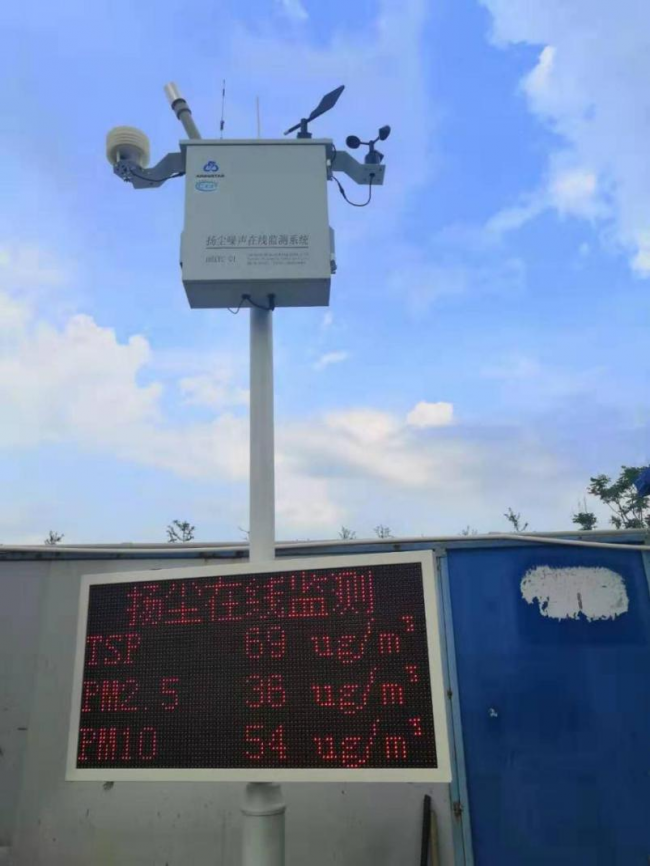 扬尘噪声在线监测系统
扬尘在线监测
TSP 69 ug/m³
PM2.5 36 ug/m³
PM10 54 ug/m³